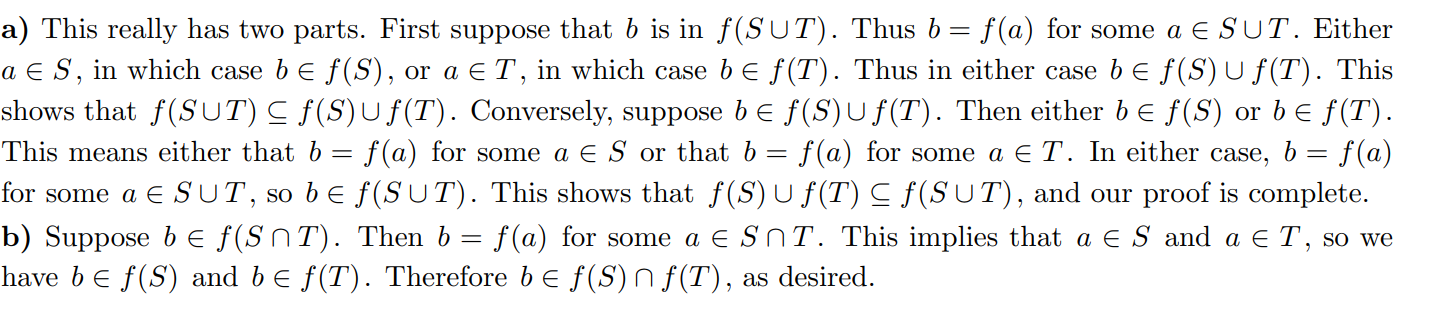 a) This really has two parts. First suppose that b is in f(S ∪ T). Thus b = f(a) for some a ∈ S ∪ T. Either
a ∈ S, in which case b ∈ f(S), or a ∈ T, in which case b ∈ f(T). Thus in either case b ∈ f(S) ∪ f(T). This
shows that f(S ∪ T) ⊆ f(S) ∪ f(T). Conversely, suppose b ∈ f(S) ∪ f(T). Then either b ∈ f(S) or b ∈ f(T).
This means either that b = f(a) for some a ∈ S or that b = f(a) for some a ∈ T. In either case, b = f(a)
for some a ∈ S ∪ T, so b ∈ f(S ∪ T). This shows that f(S) ∪ f(T) ⊆ f(S ∪ T), and our proof is complete.
b) Suppose b ∈ f(S ∩ T). Then b = f(a) for some a ∈ S ∩ T. This implies that a ∈ S and a ∈ T, so we
have b ∈ f(S) and b ∈ f(T). Therefore b ∈ f(S) ∩ f(T), as desired.